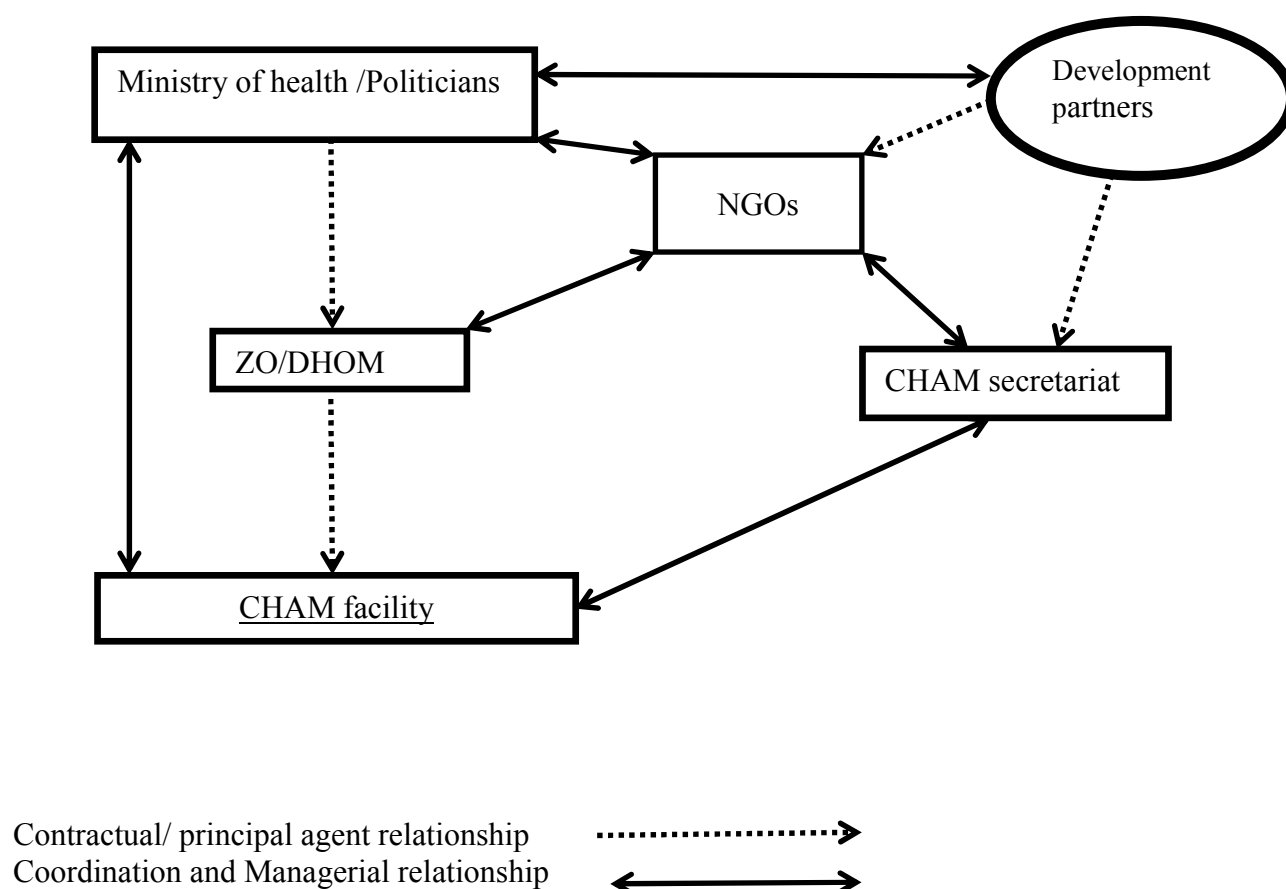 Ministry of health /Politicians
Development
partners
NGOs
ZO/DHOM
CHAM secretariat
CHAM facility
Contractual/ principal agent relationship
Coordination and Managerial relationship